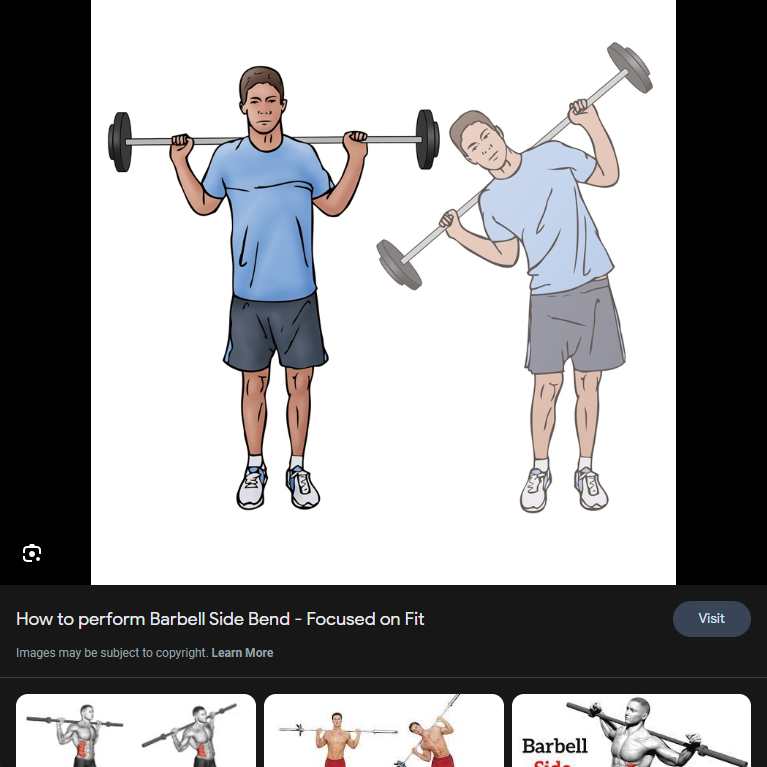 How to perform Barbell Side Bend - Focused on Fit
Visit
Images may be subject to copyright. Learn More
Barbell
Side